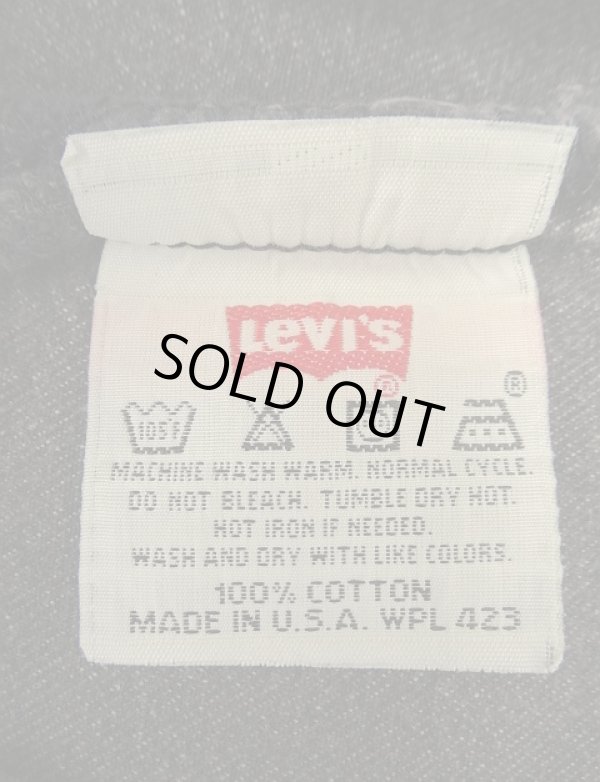 LEVI'S
®
SOLD OUT
105°
®
MACHINE WASH WARM. NORMAL CYCLE.
DO NOT BLEACH. TUMBLE DRY HOT.
HOT IRON IF NEEDED.
WASH AND DRY WITH LIKE COLORS.
100% COTTON
MADE IN U.S.A. WPL 423